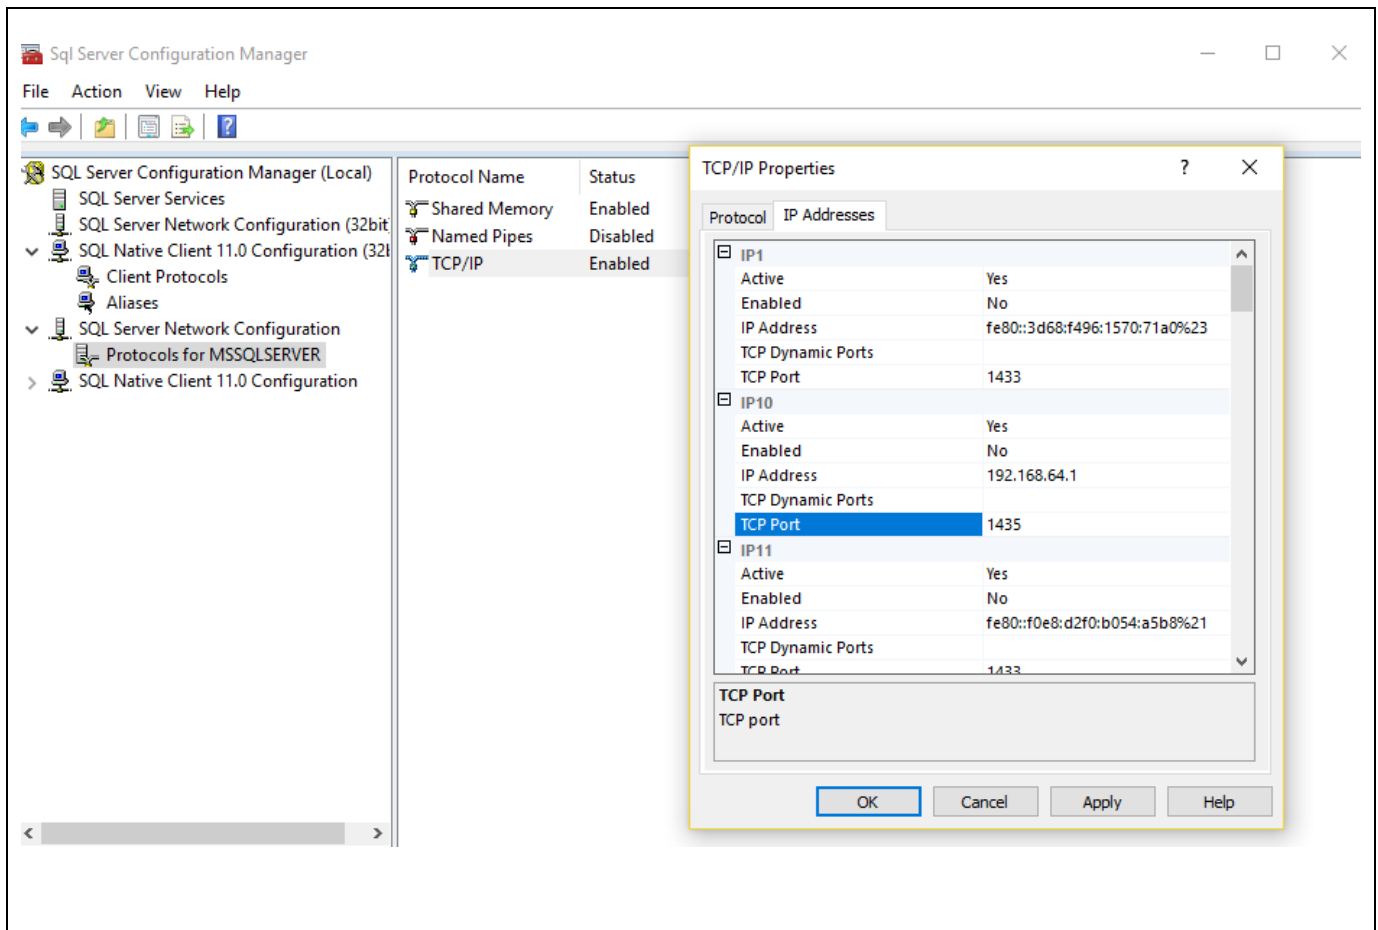 Sql Server Configuration Manager
File Action View Help
SQL Server Configuration Manager (Local)
SQL Server Services
SQL Server Network Configuration (32bit
SQL Native Client 11.0 Configuration (32b
Client Protocols
Aliases
SQL Server Network Configuration
Protocols for MSSQLSERVER
SQL Native Client 11.0 Configuration
Protocol Name Status
Shared Memory Enabled
Named Pipes Disabled
TCP/IP Enabled
TCP/IP Properties ?
Protocol IP Addresses
IP1
Active Yes
Enabled No
IP Address fe80::3d68:f496:1570:71a0%23
TCP Dynamic Ports
TCP Port 1433
IP10
Active Yes
Enabled No
IP Address 192.168.64.1
TCP Dynamic Ports
TCP Port 1435
IP11
Active Yes
Enabled No
IP Address fe80::f0e8:d2f0:b054:a5b8%21
TCP Dynamic Ports
TCP Port 1433
TCP Port
TCP port
OK Cancel Apply Help